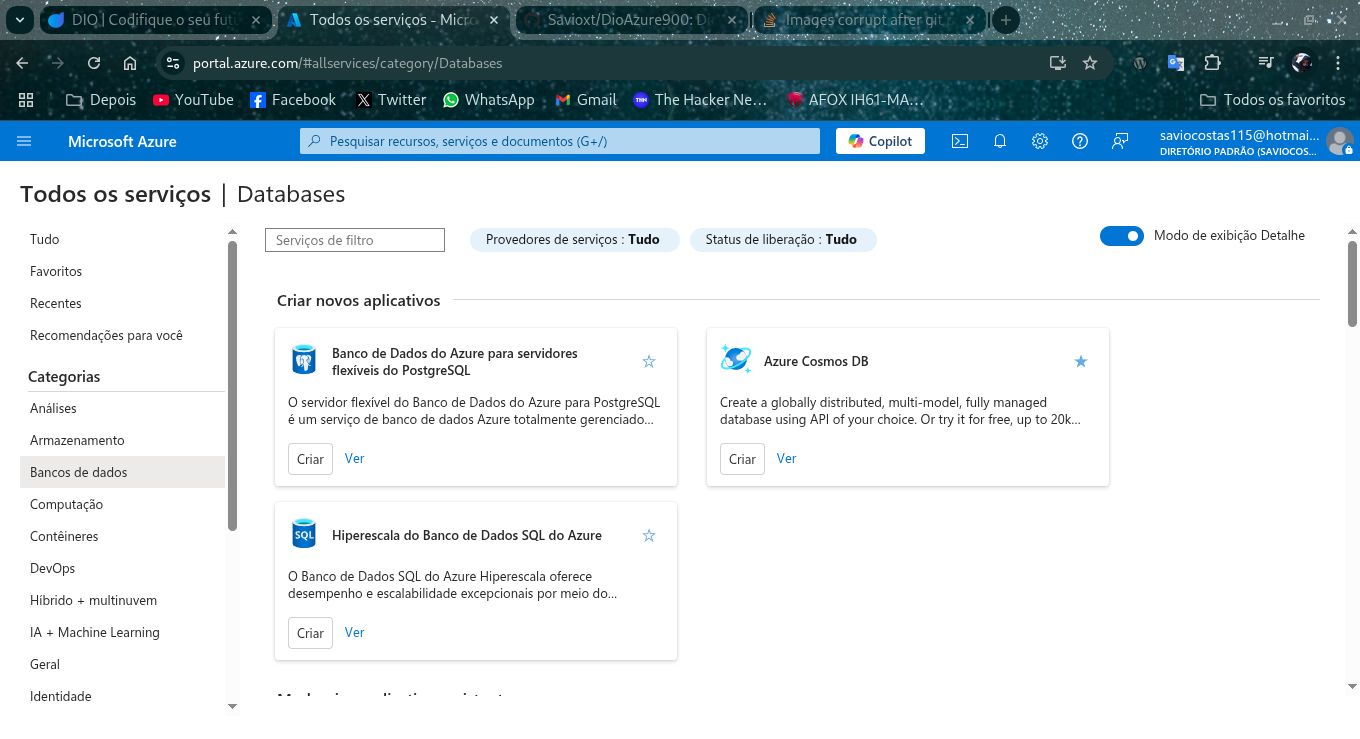 DIO | Codifique o seu futu
Todos os serviços - Micro
Savioxt/DioAzure900: Di
Images corrupt after git
portal.azure.com/#allservices/category/Databases
Depois
YouTube
Facebook
Twitter
WhatsApp
Gmail
The Hacker Ne…
AFOX IH61-MA…
Todos os favoritos
Microsoft Azure
Pesquisar recursos, serviços e documentos (G+/)
Copilot
saviocostas115@hotmai...
DIRETÓRIO PADRÃO (SAVIOCOS...
Todos os serviços | Databases
Tudo
Favoritos
Recentes
Recomendações para você
Categorias
Análises
Armazenamento
Bancos de dados
Computação
Contêineres
DevOps
Híbrido + multinuvem
IA + Machine Learning
Geral
Identidade
Serviços de filtro
Provedores de serviços : Tudo
Status de liberação : Tudo
Modo de exibição Detalhe
Criar novos aplicativos
Banco de Dados do Azure para servidores
flexíveis do PostgreSQL
O servidor flexível do Banco de Dados do Azure para PostgreSQL
é um serviço de banco de dados Azure totalmente gerenciado...
Criar
Ver
Azure Cosmos DB
Create a globally distributed, multi-model, fully managed
database using API of your choice. Or try it for free, up to 20k...
Criar
Ver
SQL
Hiperescala do Banco de Dados SQL do Azure
O Banco de Dados SQL do Azure Hiperescala oferece
desempenho e escalabilidade excepcionais por meio do...
Criar
Ver